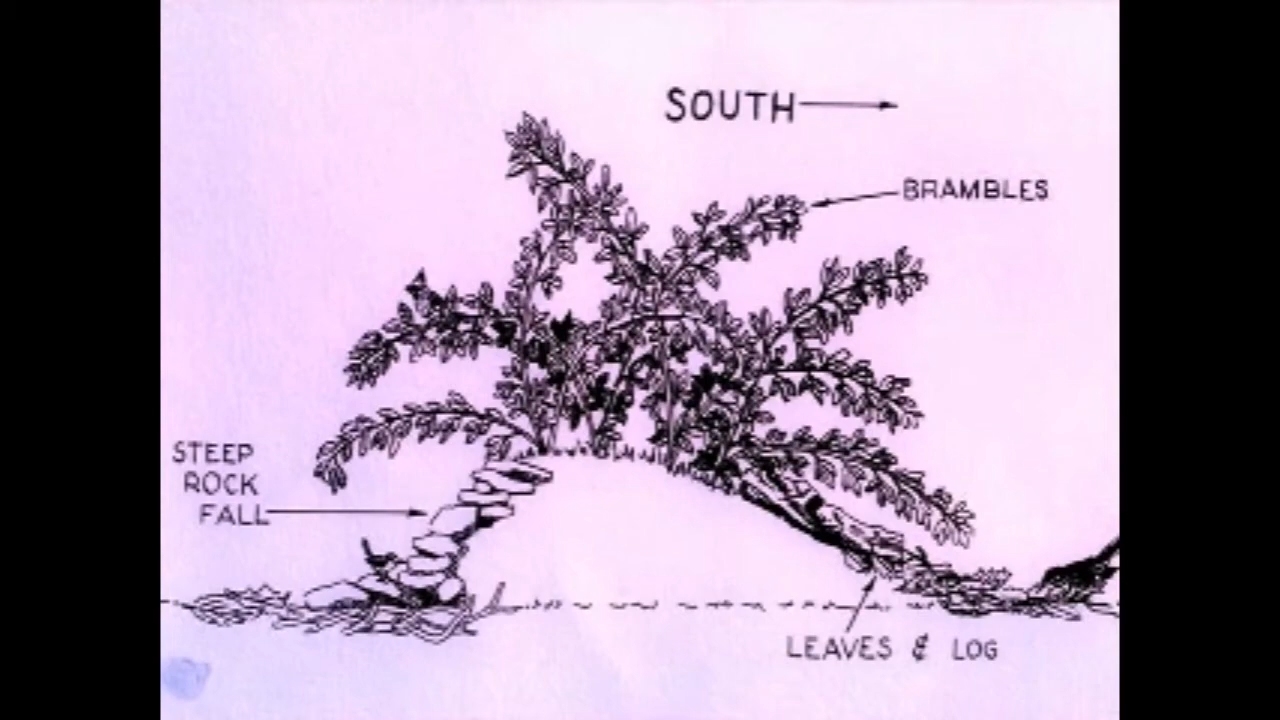 SOUTH
BRAMBLES
STEEP
ROCK
FALL
LEAVES & LOG